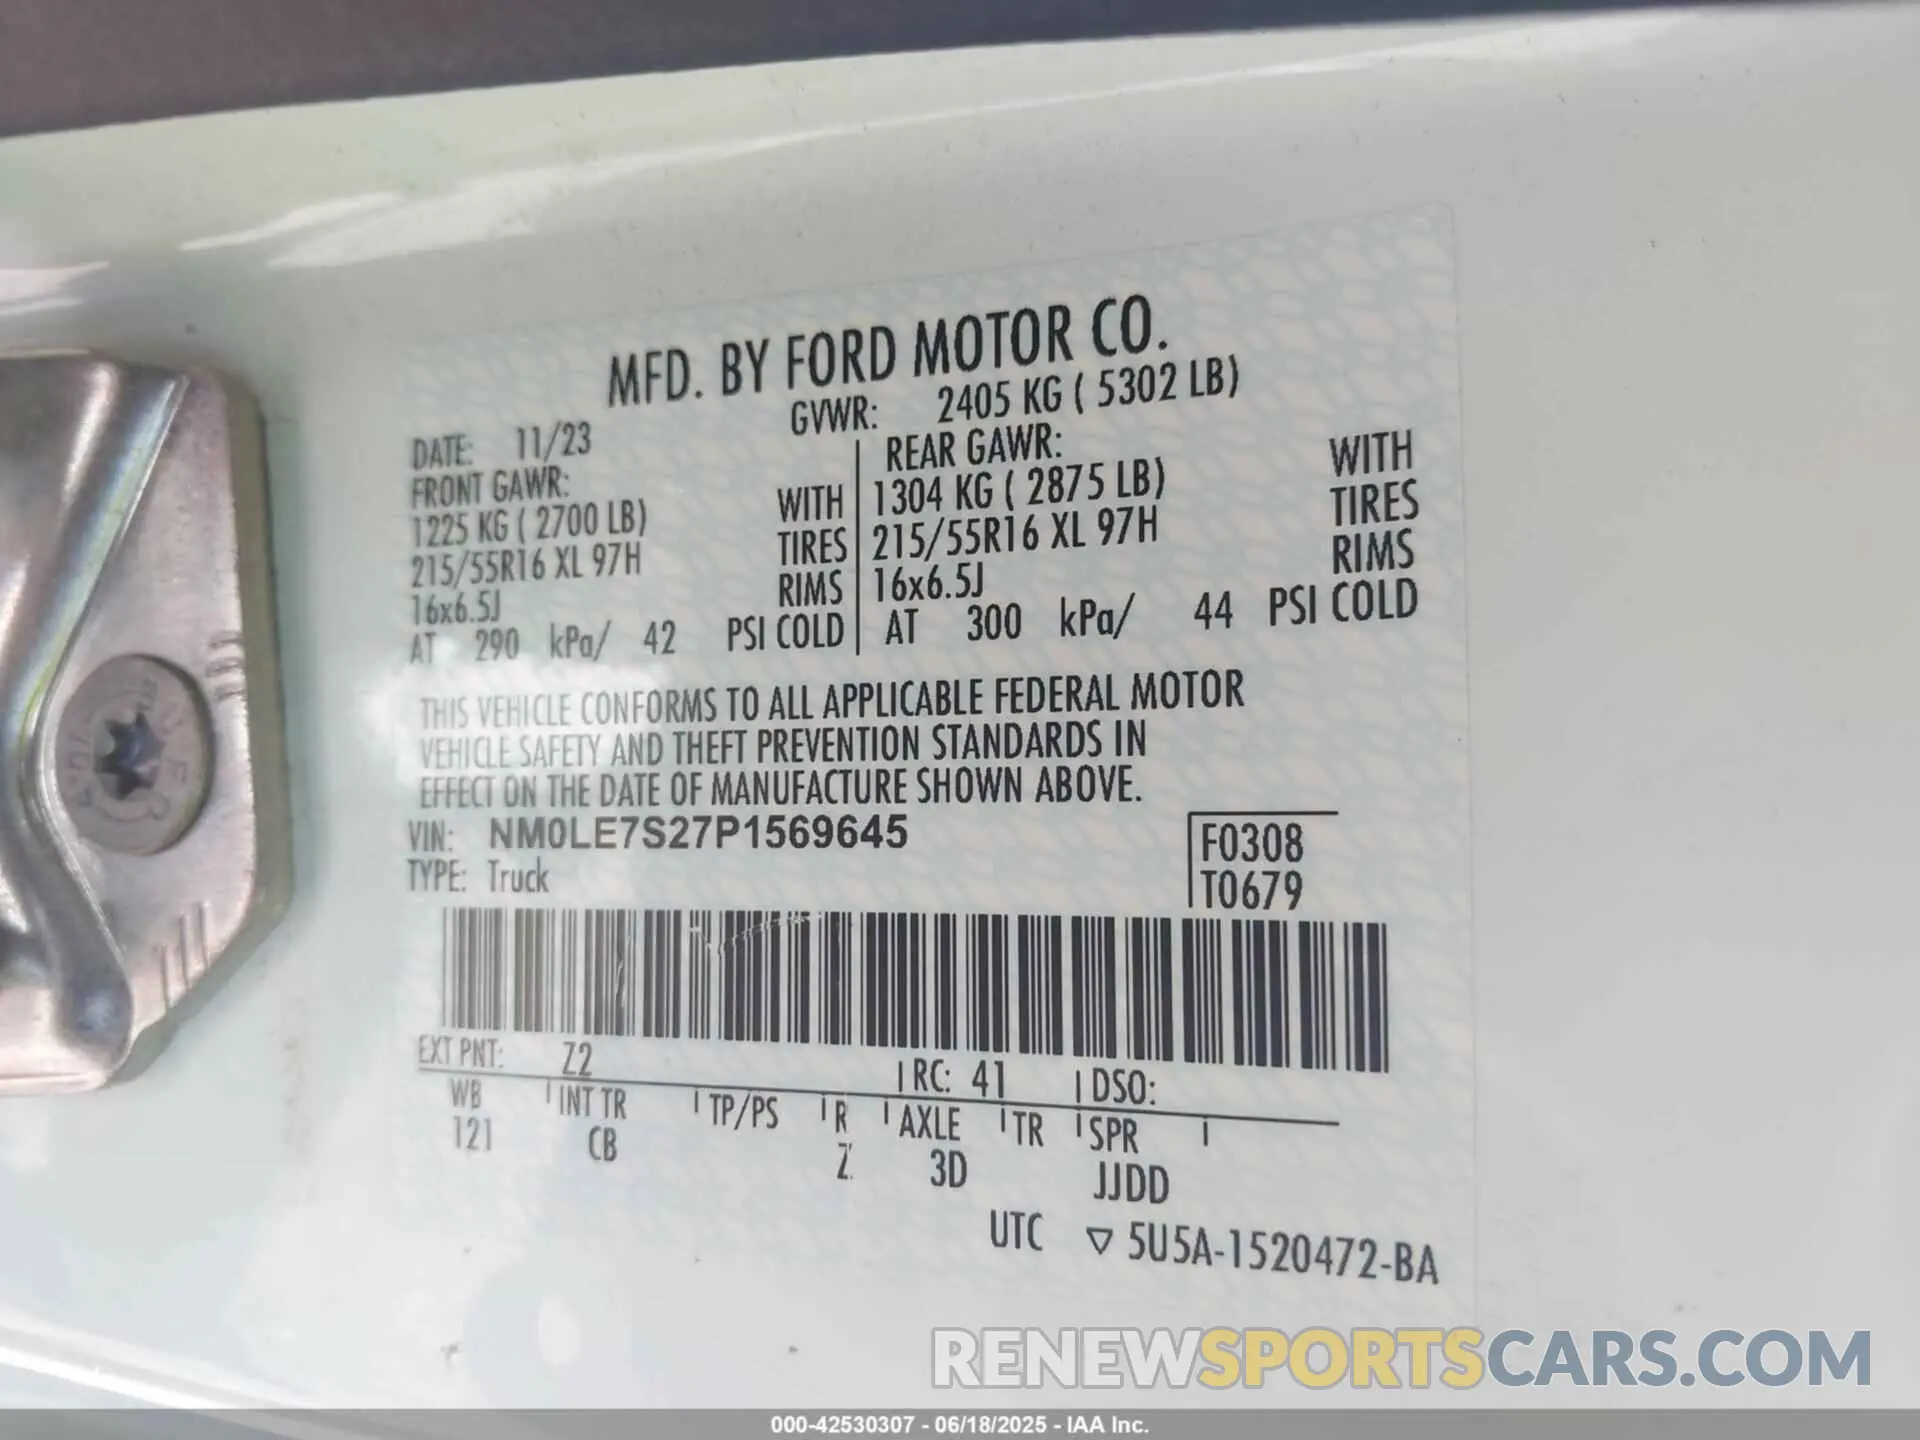 MFD. BY FORD MOTOR CO.
DATE: 11/23 GVWR: 2405 KG ( 5302 LB)
FRONT GAWR: REAR GAWR: WITH
1225 KG ( 2700 LB) WITH 1304 KG ( 2875 LB) TIRES
215/55R16 XL 97H TIRES 215/55R16 XL 97H RIMS
16x6.5J RIMS 16x6.5J
AT 290 kPa/ 42 PSI COLD AT 300 kPa/ 44 PSI COLD
THIS VEHICLE CONFORMS TO ALL APPLICABLE FEDERAL MOTOR
VEHICLE SAFETY AND THEFT PREVENTION STANDARDS IN
EFFECT ON THE DATE OF MANUFACTURE SHOWN ABOVE.
VIN: NM0LE7S27P1569645 F0308
TYPE: Truck T0679
EXT PNT: Z2 RC: 41 DSO:
WB INT TR TP/PS R AXLE TR SPR
121 CB Z 3D JJDD
UTC ▽ 5U5A-1520472-BA
RENEWSPORTSCARS.COM
000-42530307 - 06/18/2025 - IAA Inc.